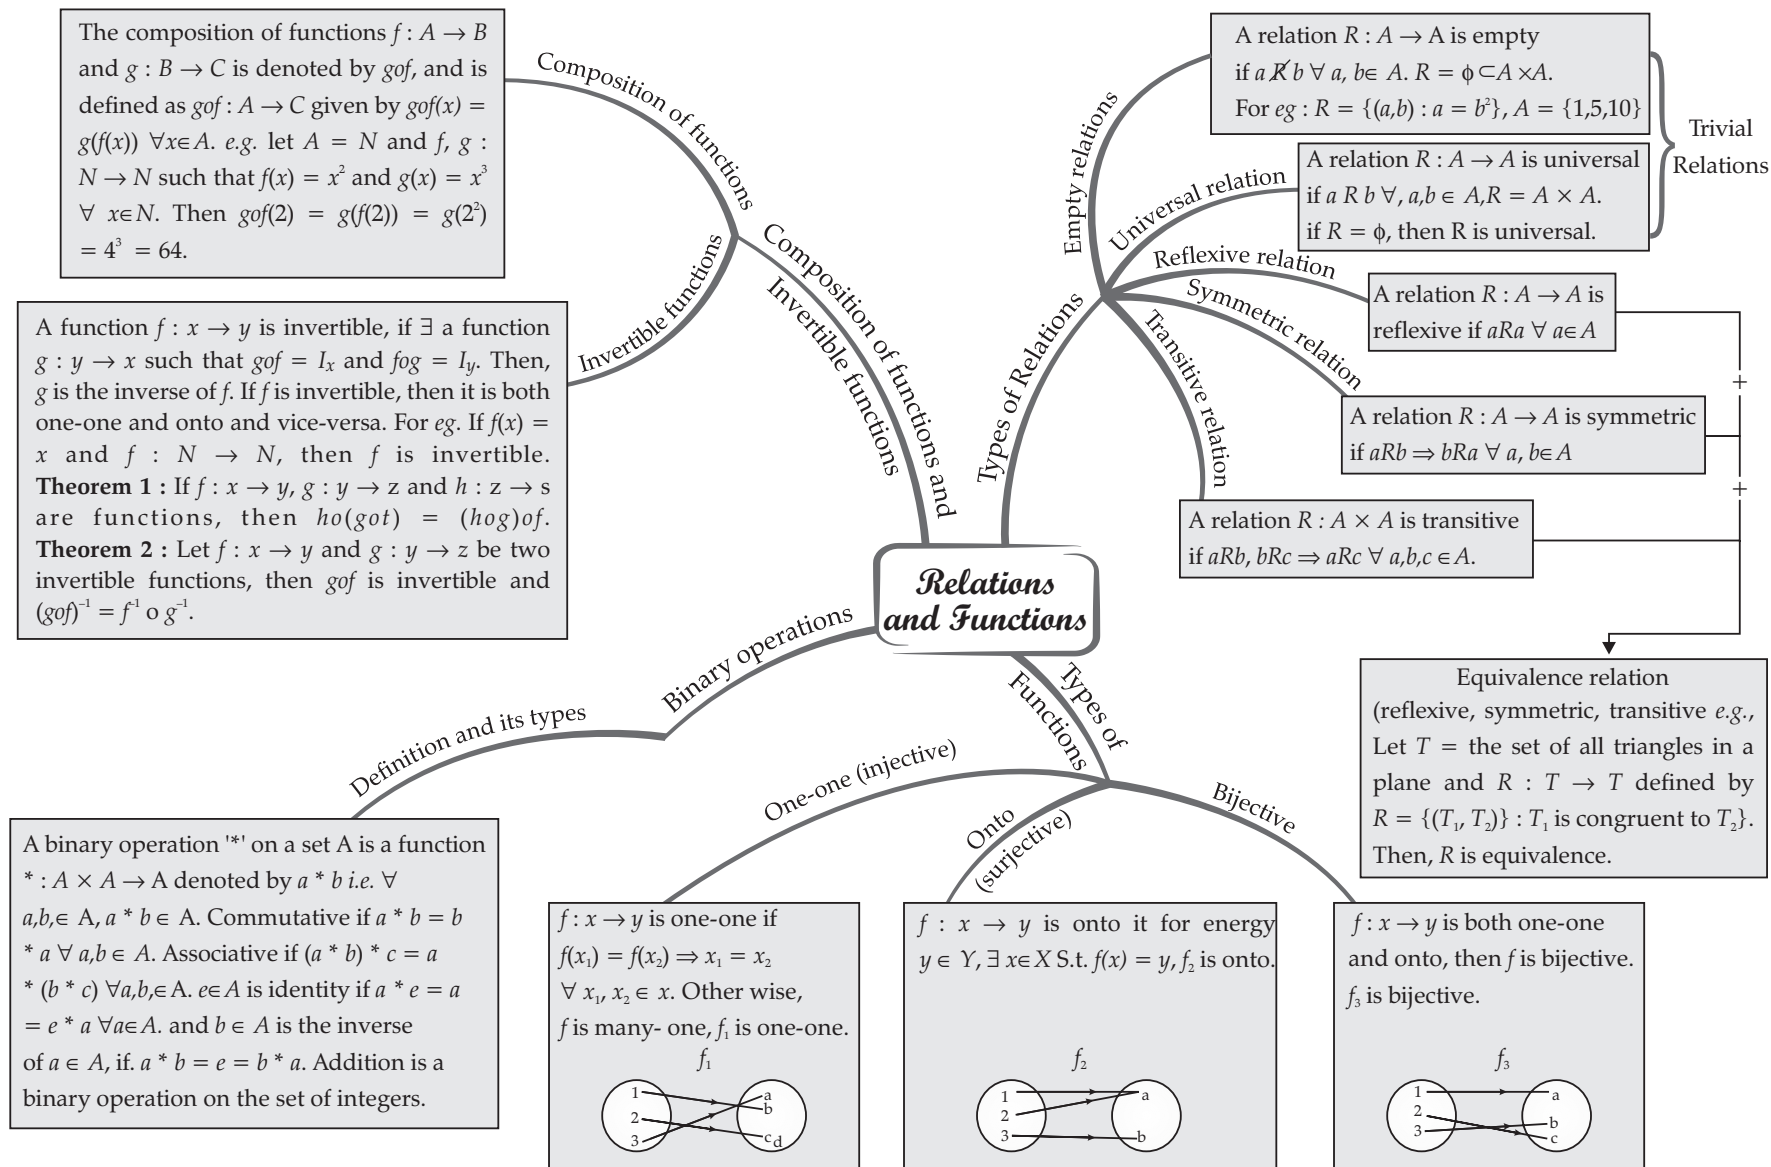 The composition of functions f : A → B
and g : B → C is denoted by gof, and is
defined as gof : A → C given by gof(x) =
g(f(x)) ∀x∈A. e.g. let A = N and f, g :
N → N such that f(x) = x² and g(x) = x³
∀ x∈N. Then gof(2) = g(f(2)) = g(2²)
= 4³ = 64.
Composition of functions
Invertible functions
Composition of functions and
Invertible functions
A function f : x → y is invertible, if ∃ a function
g : y → x such that gof = Iₓ and fog = I_y. Then,
g is the inverse of f. If f is invertible, then it is both
one-one and onto and vice-versa. For eg. If f(x) =
x and f : N → N, then f is invertible.
Theorem 1 : If f : x → y, g : y → z and h : z → s
are functions, then ho(got) = (hog)of.
Theorem 2 : Let f : x → y and g : y → z be two
invertible functions, then gof is invertible and
(gof)⁻¹ = f⁻¹ o g⁻¹.
Types of Relations
Empty relations
A relation R : A → A is empty
if a R̸ b ∀ a, b∈ A. R = ϕ ⊂A ×A.
For eg : R = {(a,b) : a = b²}, A = {1,5,10}
Universal relation
A relation R : A → A is universal
if a R b ∀, a,b ∈ A,R = A × A.
if R = ϕ, then R is universal.
Trivial
Relations
Reflexive relation
A relation R : A → A is
reflexive if aRa ∀ a∈A
+
Symmetric relation
A relation R : A → A is symmetric
if aRb ⇒ bRa ∀ a, b∈A
+
Transitive relation
A relation R : A × A is transitive
if aRb, bRc ⇒ aRc ∀ a,b,c ∈ A.
Equivalence relation
(reflexive, symmetric, transitive e.g.,
Let T = the set of all triangles in a
plane and R : T → T defined by
R = {(T₁, T₂)} : T₁ is congruent to T₂}.
Then, R is equivalence.
Relations
and Functions
Binary operations
Definition and its types
A binary operation '*' on a set A is a function
* : A × A → A denoted by a * b i.e. ∀
a,b,∈ A, a * b ∈ A. Commutative if a * b = b
* a ∀ a,b ∈ A. Associative if (a * b) * c = a
* (b * c) ∀a,b,∈A. e∈A is identity if a * e = a
= e * a ∀a∈A. and b ∈ A is the inverse
of a ∈ A, if. a * b = e = b * a. Addition is a
binary operation on the set of integers.
Types of
Functions
One-one (injective)
f : x → y is one-one if
f(x₁) = f(x₂) ⇒ x₁ = x₂
∀ x₁, x₂ ∈ x. Other wise,
f is many- one, f₁ is one-one.
f₁
1
2
3
a
b
c d
Onto
(surjective)
f : x → y is onto it for energy
y ∈ Y, ∃ x∈X S.t. f(x) = y, f₂ is onto.
f₂
1
2
3
a
b
Bijective
f : x → y is both one-one
and onto, then f is bijective.
f₃ is bijective.
f₃
1
2
3
a
b
c